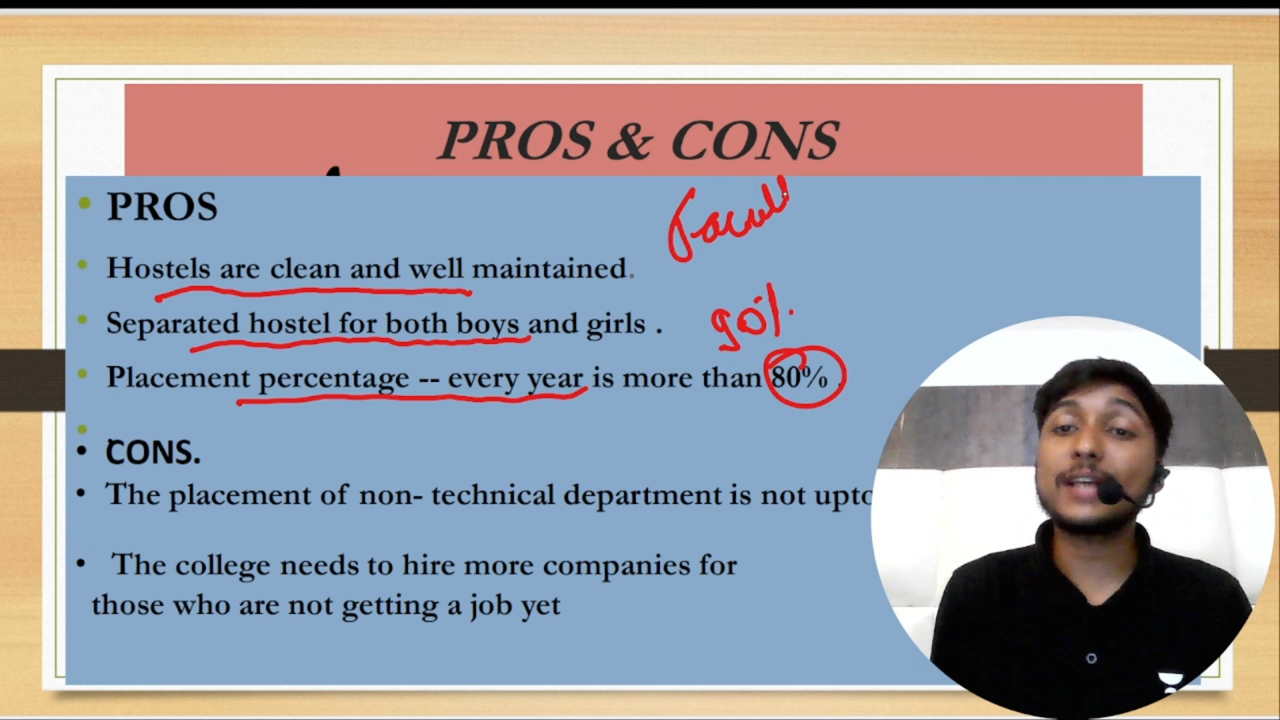 PROS & CONS
PROS
Facul
Hostels are clean and well maintained.
Separated hostel for both boys and girls .
90%
Placement percentage -- every year is more than 80% .
CONS.
The placement of non- technical department is not upto
The college needs to hire more companies for
those who are not getting a job yet